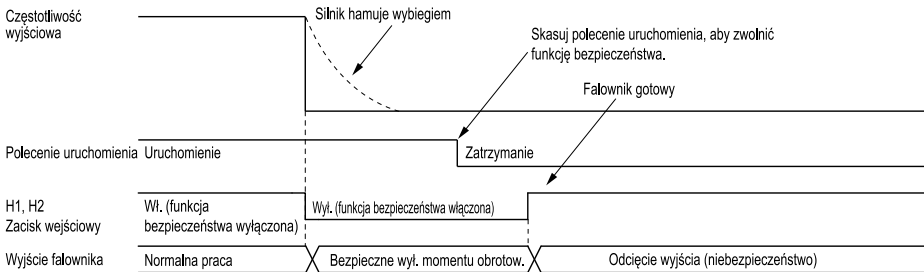 Częstotliwość
wyjściowa
Silnik hamuje wybiegiem
Skasuj polecenie uruchomienia, aby zwolnić
funkcję bezpieczeństwa.
Falownik gotowy
Polecenie uruchomienia
Uruchomienie
Zatrzymanie
H1, H2
Zacisk wejściowy
Wł. (funkcja
bezpieczeństwa wyłączona)
Wył. (funkcja bezpieczeństwa włączona)
Wyjście falownika
Normalna praca
Bezpieczne wył. momentu obrotow.
Odcięcie wyjścia (niebezpieczeństwo)